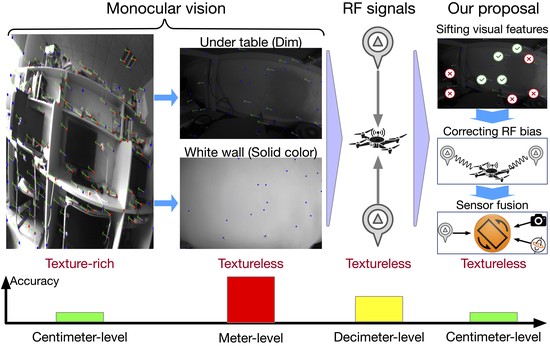 Monocular vision
RF signals
Our proposal
Under table (Dim)
White wall (Solid color)
Sifting visual features
Correcting RF bias
Sensor fusion
Texture-rich
Textureless
Textureless
Textureless
Accuracy
Centimeter-level
Meter-level
Decimeter-level
Centimeter-level